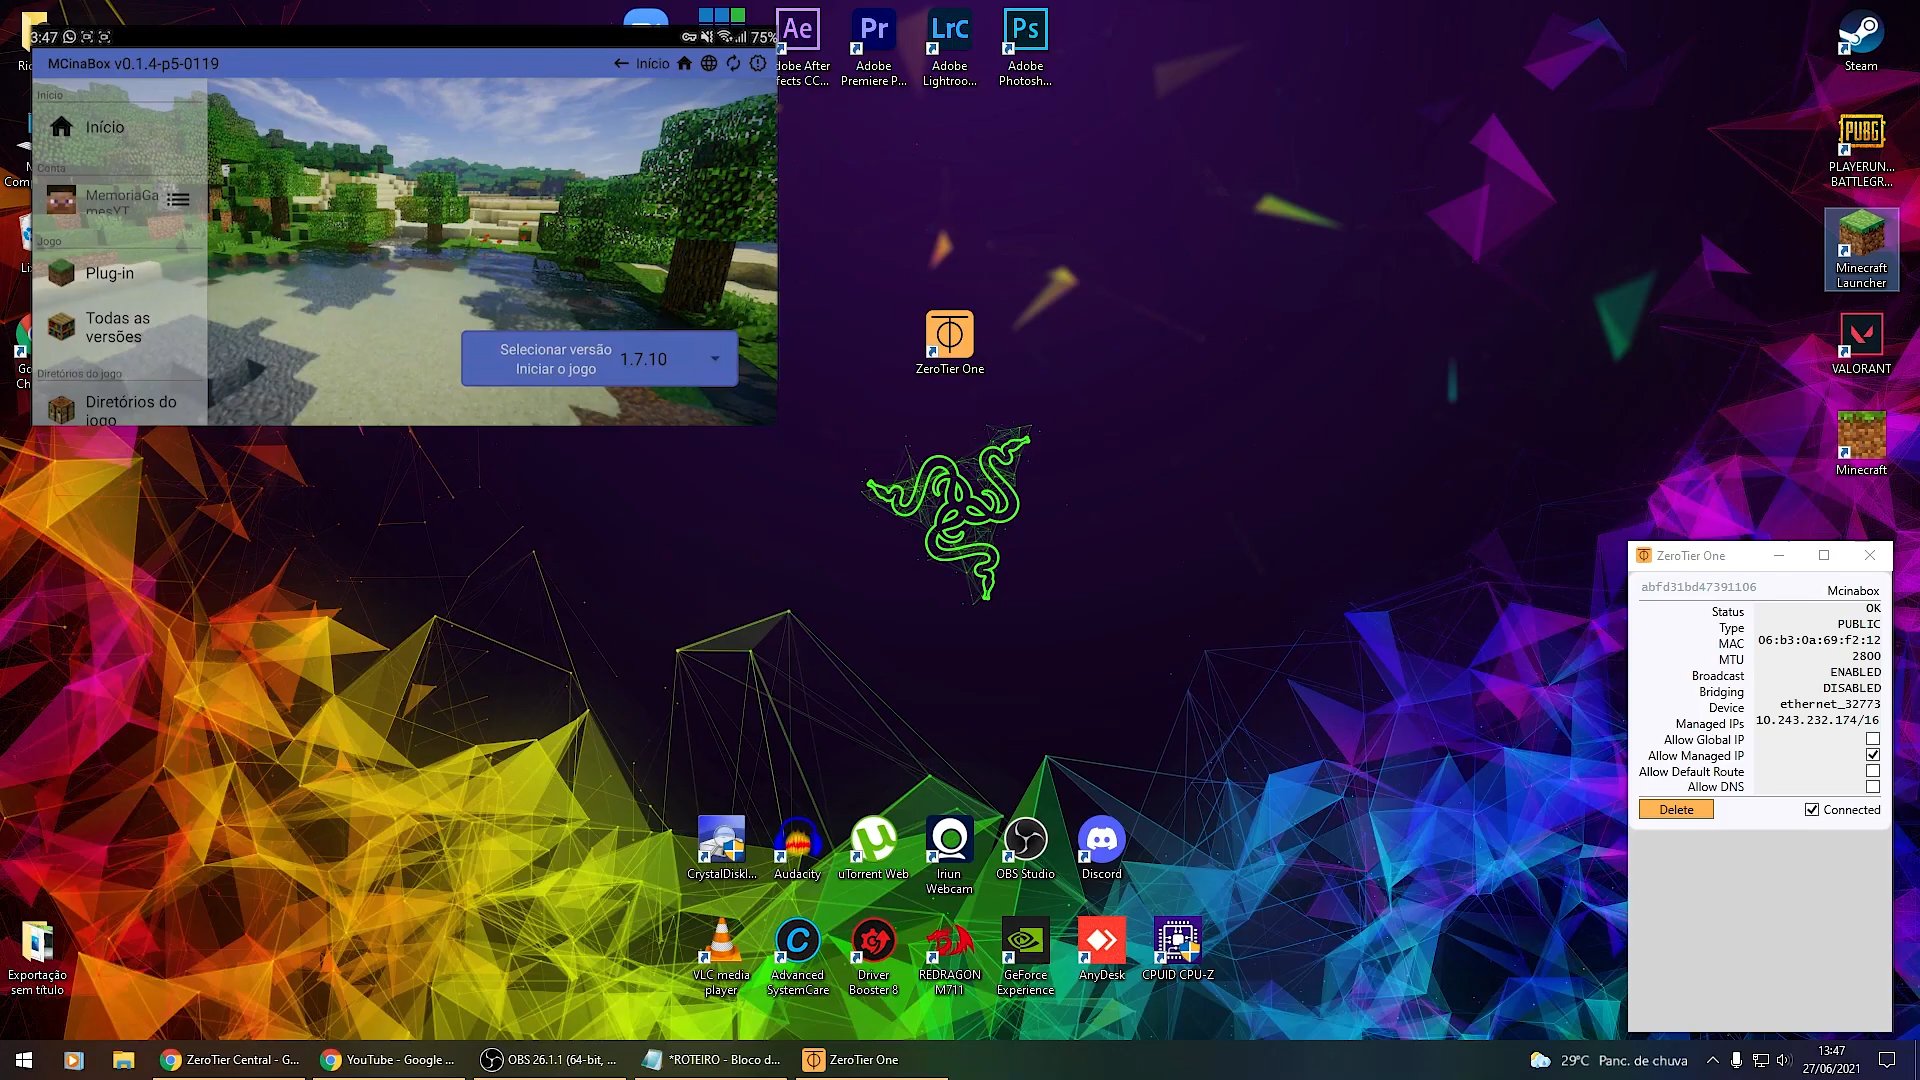 3:47
75%
MCinaBox v0.1.4-p5-0119
Início
Início
Início
Conta
MemoriaGa
mesYT
Jogo
Plug-in
Todas as
versões
Diretórios do jogo
Diretórios do
jogo
Selecionar versão
Iniciar o jogo
1.7.10
Ae
Pr
LrC
Ps
dobe After
fects CC...
Adobe
Premiere P...
Adobe
Lightroo...
Adobe
Photosh...
Steam
PUBG
PLAYERUN...
BATTLEGR...
Minecraft
Launcher
VALORANT
Minecraft
ZeroTier One
ZeroTier One
abfd31bd47391106
Mcinabox
Status OK
Type PUBLIC
MAC 06:b3:0a:69:f2:12
MTU 2800
Broadcast ENABLED
Bridging DISABLED
Device ethernet_32773
Managed IPs 10.243.232.174/16
Allow Global IP
Allow Managed IP
Allow Default Route
Allow DNS
Delete
Connected
CrystalDiskI...
Audacity
uTorrent Web
Iriun
Webcam
OBS Studio
Discord
VLC media
player
Advanced
SystemCare
Driver
Booster 8
REDRAGON
M711
GeForce
Experience
AnyDesk
CPUID CPU-Z
Exportação
sem título
ZeroTier Central - G...
YouTube - Google ...
OBS 26.1.1 (64-bit, ...
*ROTEIRO - Bloco d...
ZeroTier One
29°C Panc. de chuva
13:47
27/06/2021